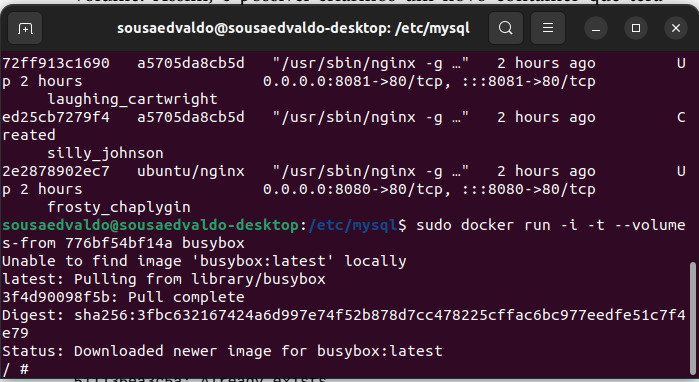 sousaedvaldo@sousaedvaldo-desktop: /etc/mysql
72ff913c1690   a5705da8cb5d   "/usr/sbin/nginx -g …"   2 hours ago          U
p 2 hours                  0.0.0.0:8081->80/tcp, :::8081->80/tcp
      laughing_cartwright
ed25cb7279f4   a5705da8cb5d   "/usr/sbin/nginx -g …"   2 hours ago          C
reated
      silly_johnson
2e2878902ec7   ubuntu/nginx   "/usr/sbin/nginx -g …"   2 hours ago          U
p 2 hours                  0.0.0.0:8080->80/tcp, :::8080->80/tcp
      frosty_chaplygin
sousaedvaldo@sousaedvaldo-desktop:/etc/mysql$ sudo docker run -i -t --volume
s-from 776bf54bf14a busybox
Unable to find image 'busybox:latest' locally
latest: Pulling from library/busybox
3f4d90098f5b: Pull complete
Digest: sha256:3fbc632167424a6d997e74f52b878d7cc478225cffac6bc977eedfe51c7f4
e79
Status: Downloaded newer image for busybox:latest
/ #